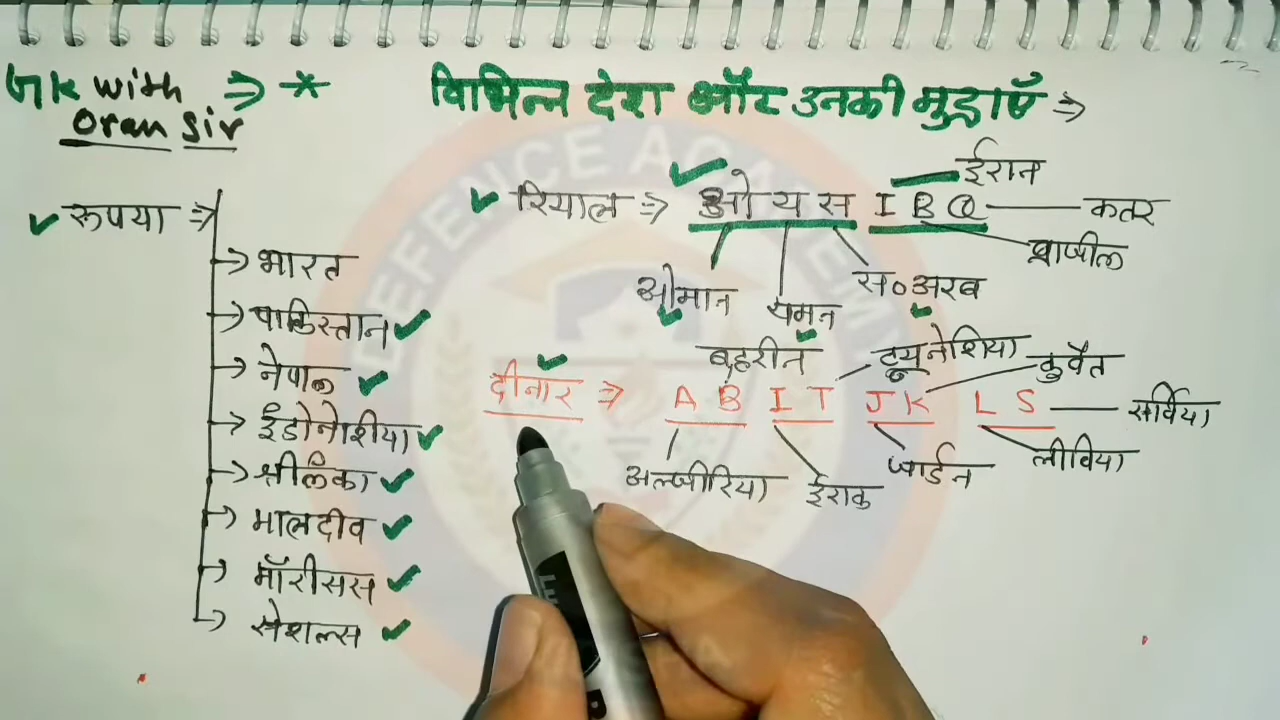 GK with ⇒ * विभिन्न देश और उनकी मुद्राएँ ⇒
Oran Sir
रुपया ⇒
भारत
पाकिस्तान
नेपाल
ईंडोनेशिया
श्रीलंका
मालदीव
मॉरीसस
सेशल्स
रियाल ⇒ ओ य स I B Q
ईरान
कतर
ब्राजील
ओमान
यमन
स॰ अरब
दीनार ⇒ A B I T J K L S
बहरीन
ट्यूनेशिया
कुवैत
सर्विया
अल्जीरिया
ईराक
जार्डन
लीविया
DEFENCE ACADEMY